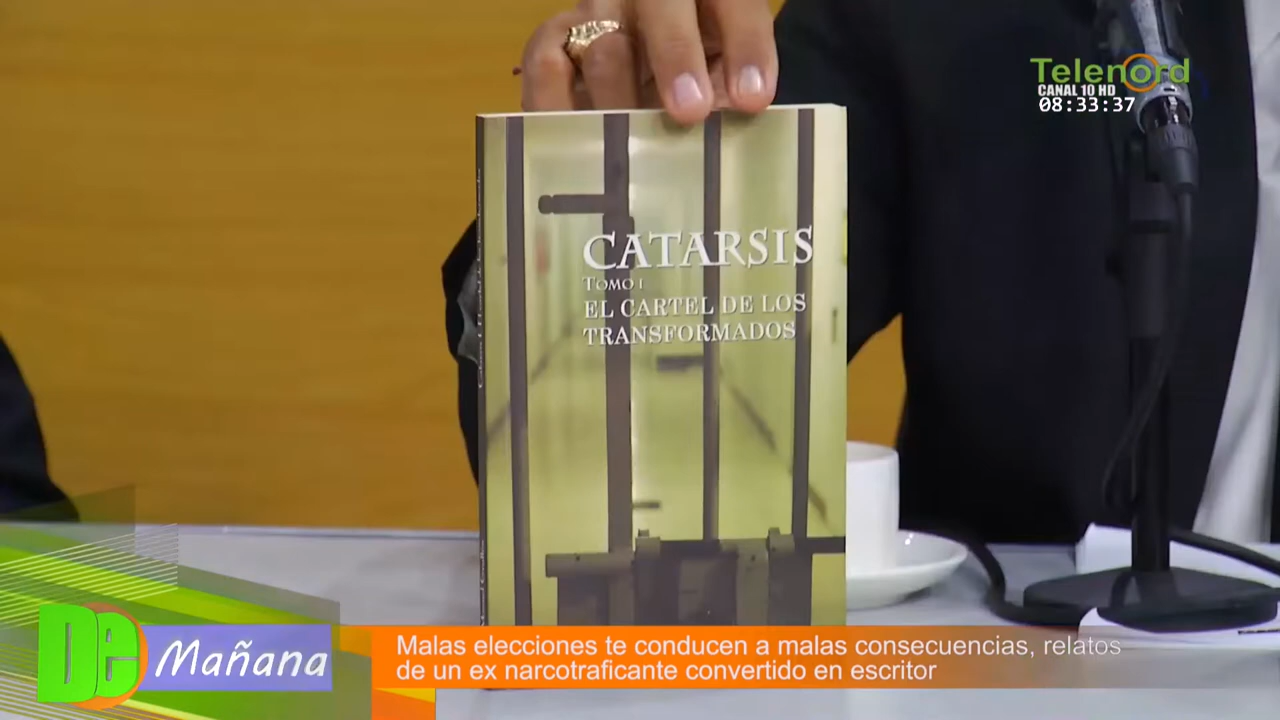 Telenord
CANAL 10 HD
08:33:37
CATARSIS
TOMO I
EL CARTEL DE LOS
TRANSFORMADOS
De Mañana
Malas elecciones te conducen a malas consecuencias, relatos
de un ex narcotraficante convertido en escritor